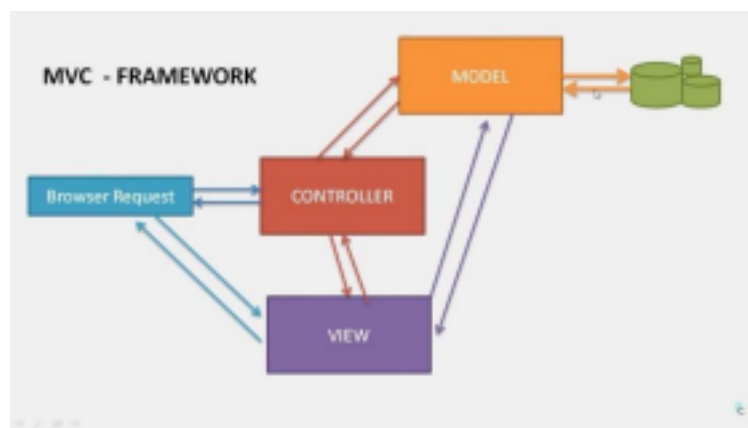 MVC - FRAMEWORK
MODEL
Browser Request
CONTROLLER
VIEW